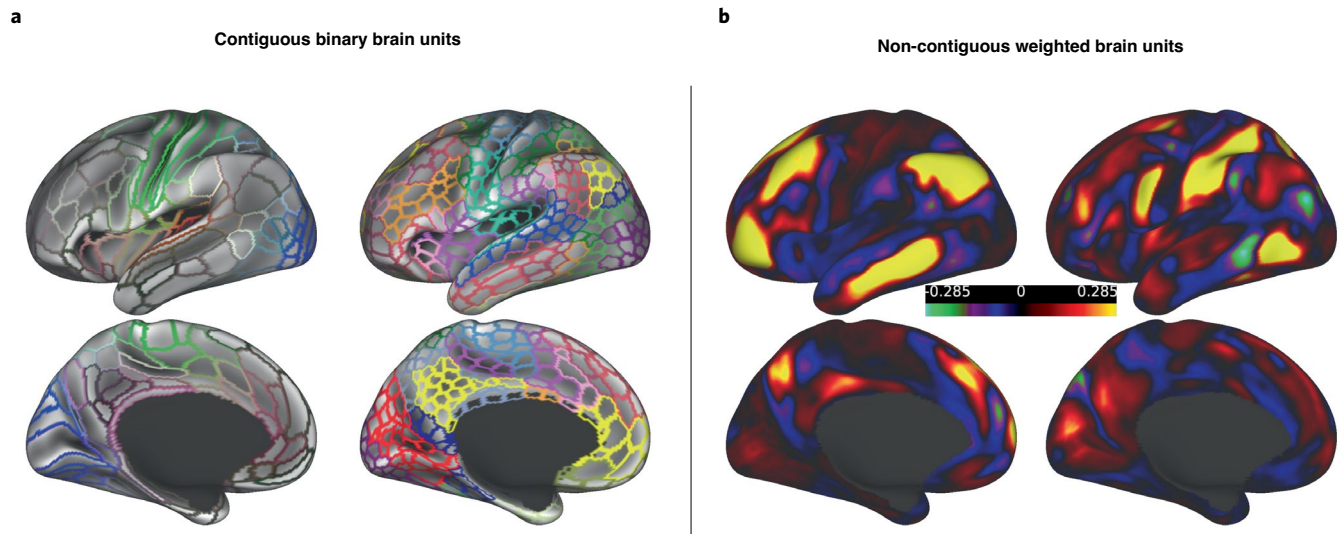 a
Contiguous binary brain units
b
Non-contiguous weighted brain units
-0.285 0 0.285